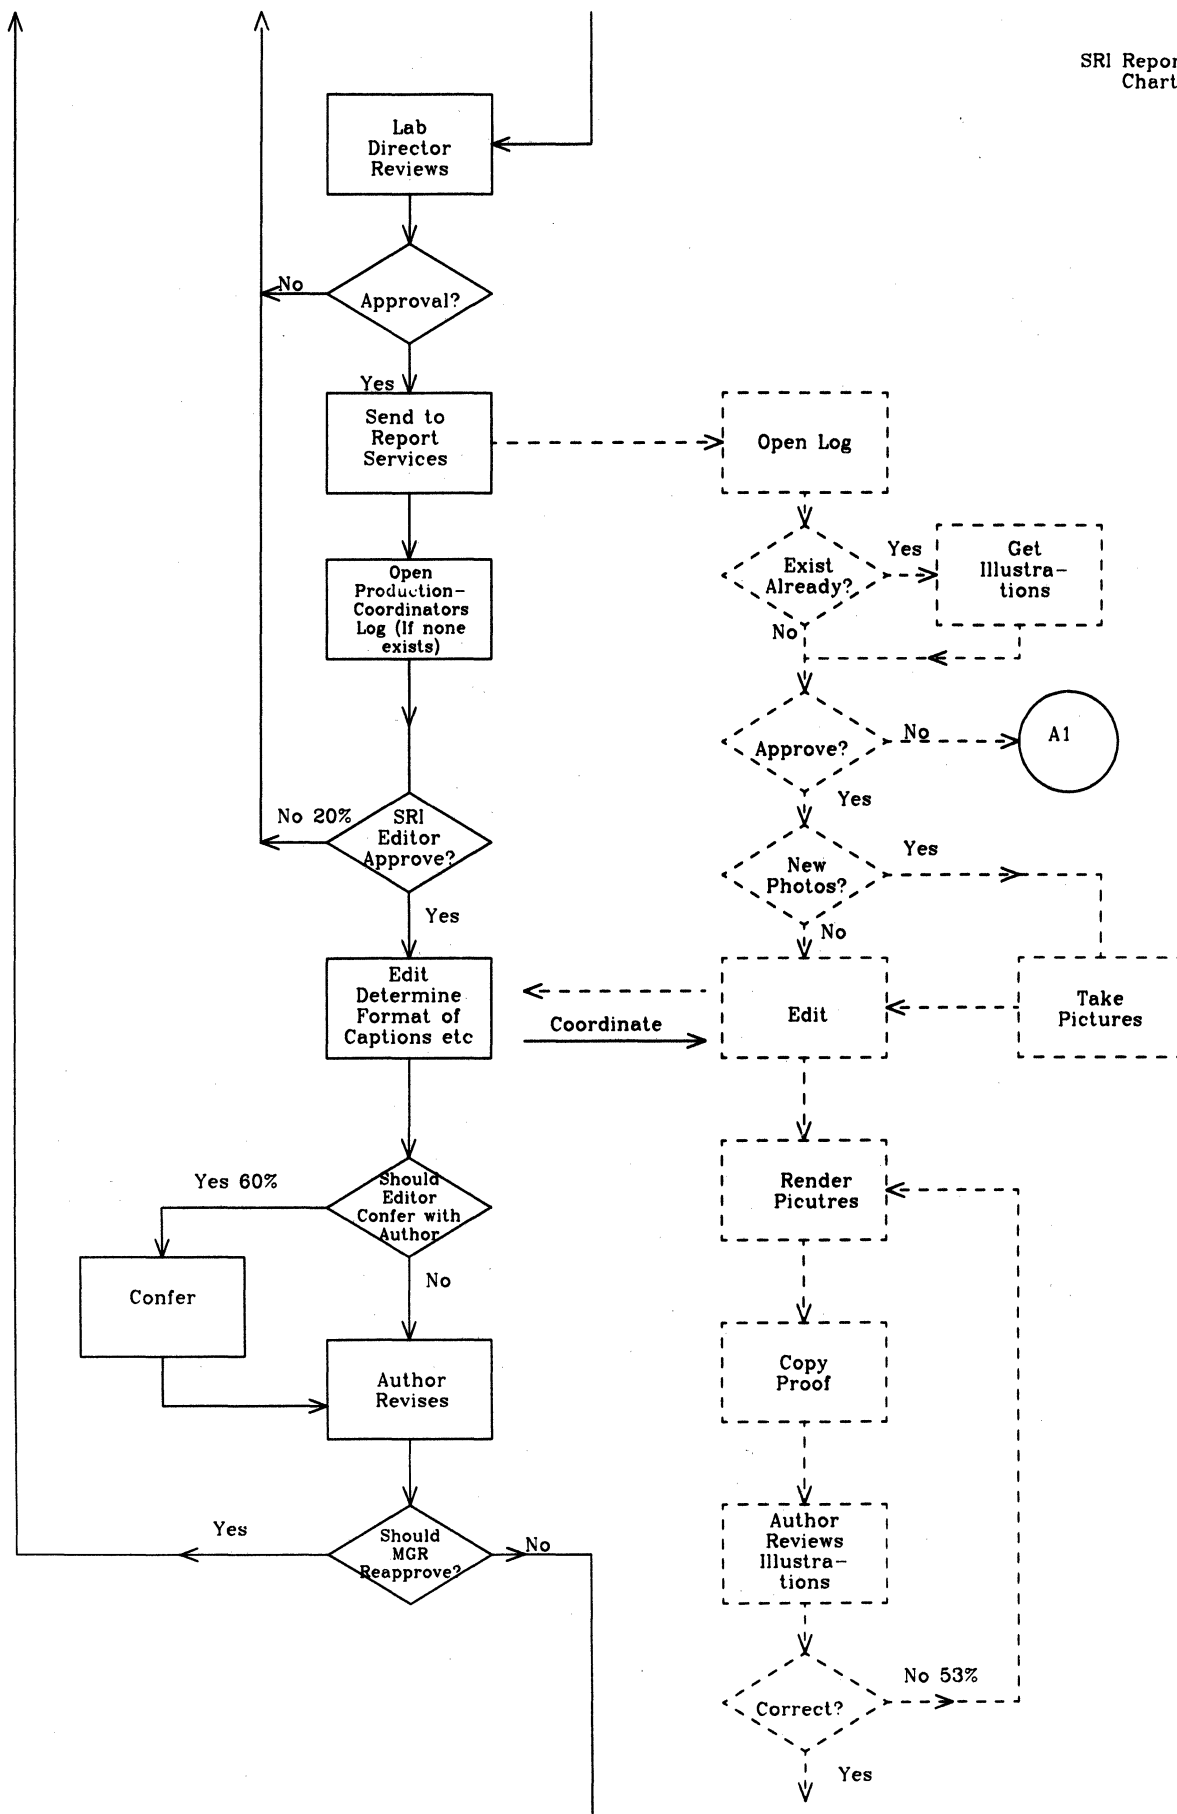 SRI Repor
Chart
Lab
Director
Reviews
No
Approval?
Yes
Send to
Report
Services
Open Log
Open
Production-
Coordinators
Log (If none
exists)
Exist
Already?
Yes
Get
Illustra-
tions
No
Approve?
No
A1
Yes
No 20%
SRI
Editor
Approve?
Yes
New
Photos?
Yes
No
Edit
Determine
Format of
Captions etc
Coordinate
Edit
Take
Pictures
Yes 60%
Should
Editor
Confer with
Author
No
Confer
Author
Revises
Render
Picutres
Copy
Proof
Yes
Should
MGR
Reapprove?
No
Author
Reviews
Illustra-
tions
Correct?
No 53%
Yes